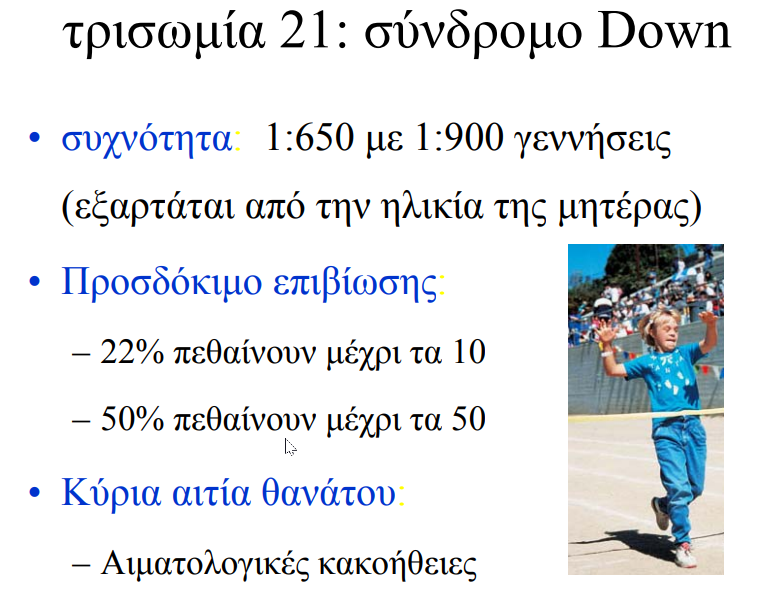 τρισωμία 21: σύνδρομο Down
• συχνότητα: 1:650 με 1:900 γεννήσεις
(εξαρτάται από την ηλικία της μητέρας)
• Προσδόκιμο επιβίωσης:
– 22% πεθαίνουν μέχρι τα 10
– 50% πεθαίνουν μέχρι τα 50
• Κύρια αιτία θανάτου:
– Αιματολογικές κακοήθειες